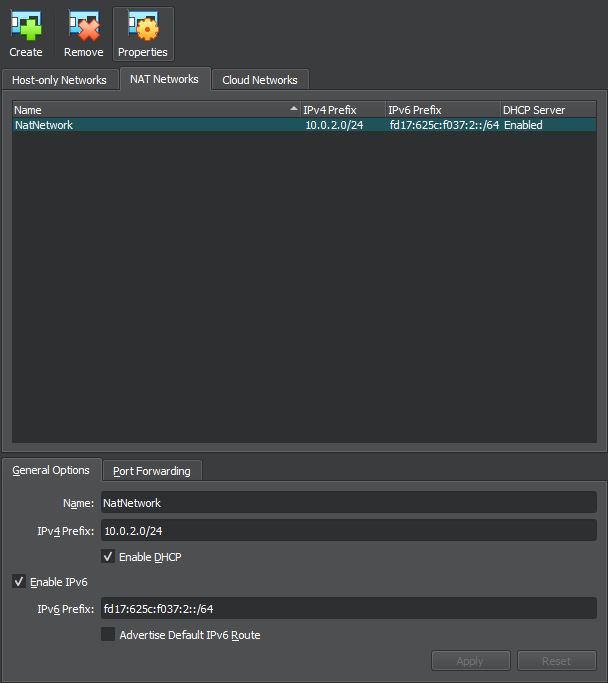 Create Remove Properties
Host-only Networks NAT Networks Cloud Networks
Name IPv4 Prefix IPv6 Prefix DHCP Server
NatNetwork 10.0.2.0/24 fd17:625c:f037:2::/64 Enabled
General Options Port Forwarding
Name: NatNetwork
IPv4 Prefix: 10.0.2.0/24
Enable DHCP
Enable IPv6
IPv6 Prefix: fd17:625c:f037:2::/64
Advertise Default IPv6 Route
Apply Reset